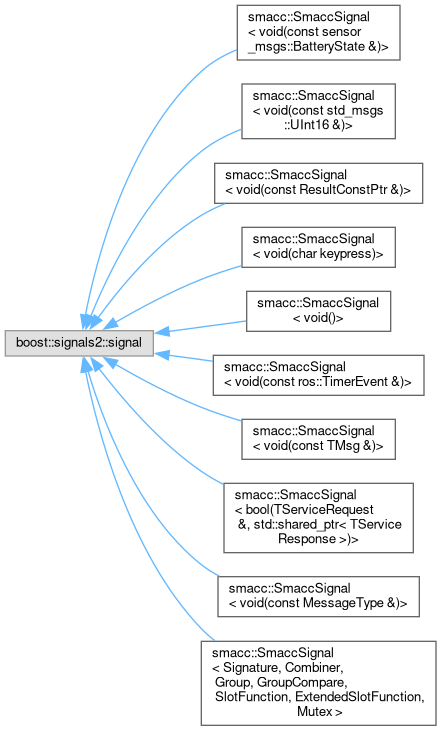 smacc::SmaccSignal
< void(const sensor
_msgs::BatteryState &)>
smacc::SmaccSignal
< void(const std_msgs
::UInt16 &)>
smacc::SmaccSignal
< void(const ResultConstPtr &)>
smacc::SmaccSignal
< void(char keypress)>
smacc::SmaccSignal
< void()>
boost::signals2::signal
smacc::SmaccSignal
< void(const ros::TimerEvent &)>
smacc::SmaccSignal
< void(const TMsg &)>
smacc::SmaccSignal
< bool(TServiceRequest
&, std::shared_ptr< TService
Response >)>
smacc::SmaccSignal
< void(const MessageType &)>
smacc::SmaccSignal
< Signature, Combiner,
Group, GroupCompare,
SlotFunction, ExtendedSlotFunction,
Mutex >